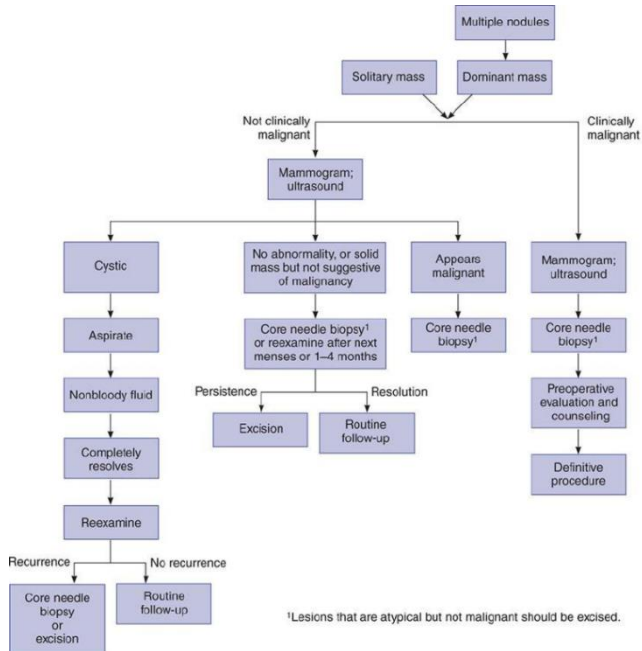 Multiple nodules
Solitary mass
Dominant mass
Not clinically
malignant
Clinically
malignant
Mammogram;
ultrasound
Cystic
No abnormality, or solid
mass but not suggestive
of malignancy
Appears
malignant
Mammogram;
ultrasound
Aspirate
Core needle biopsy¹
or reexamine after next
menses or 1–4 months
Core needle
biopsy¹
Core needle
biopsy¹
Nonbloody fluid
Persistence
Resolution
Excision
Routine
follow-up
Preoperative
evaluation and
counseling
Completely
resolves
Definitive
procedure
Reexamine
Recurrence
No recurrence
Core needle
biopsy
or
excision
Routine
follow-up
¹Lesions that are atypical but not malignant should be excised.